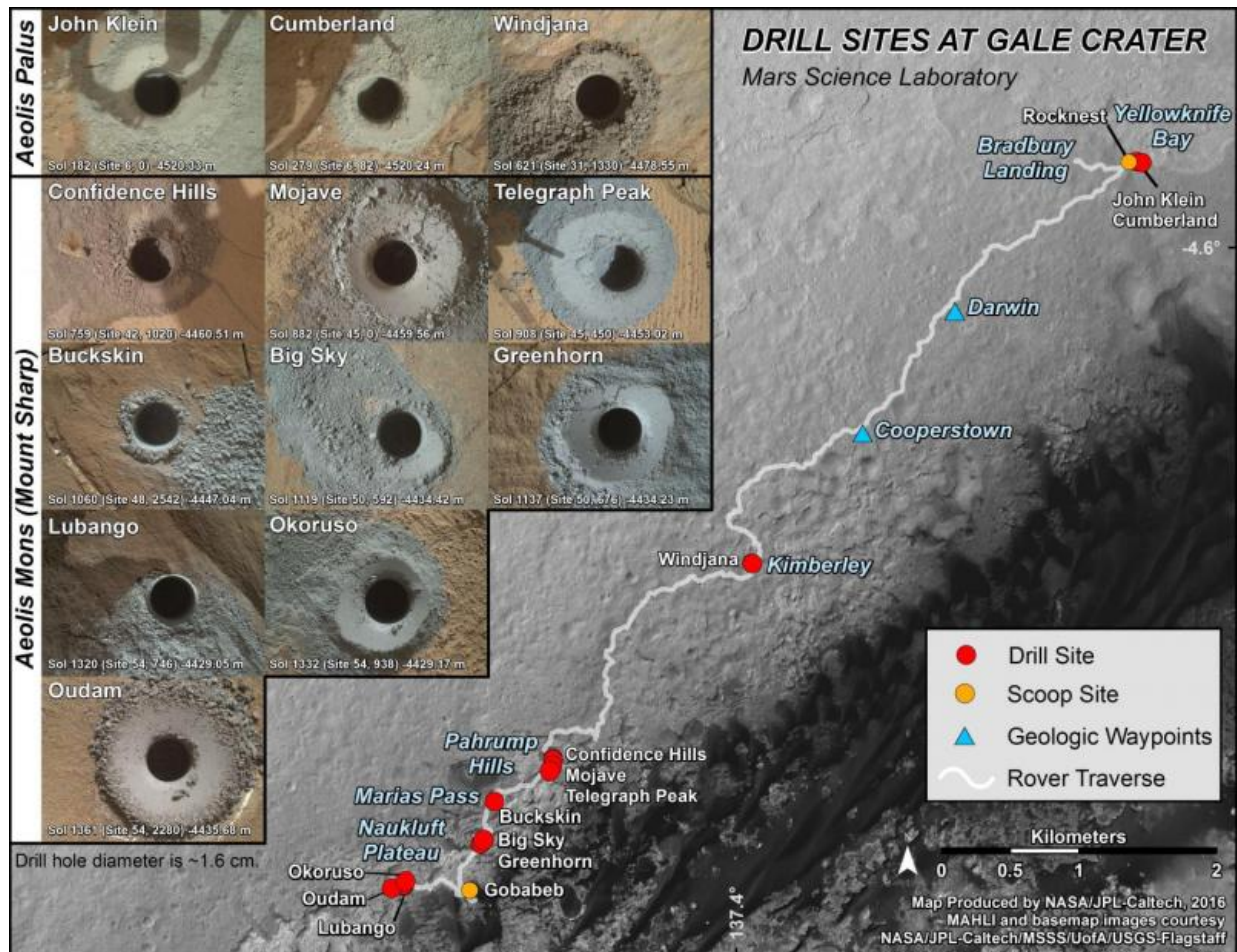 Aeolis Palus
John Klein
Sol 182 (Site 6, 0) -4520.33 m
Cumberland
Sol 279 (Site 6, 82) -4520.24 m
Windjana
Sol 621 (Site 31, 1330) -4478.55 m
Aeolis Mons (Mount Sharp)
Confidence Hills
Sol 759 (Site 42, 1020) -4460.51 m
Mojave
Sol 882 (Site 45, 0) -4459.56 m
Telegraph Peak
Sol 908 (Site 45, 450) -4453.02 m
Buckskin
Sol 1060 (Site 48, 2542) -4447.04 m
Big Sky
Sol 1119 (Site 50, 592) -4434.42 m
Greenhorn
Sol 1137 (Site 50, 676) -4434.23 m
Lubango
Sol 1320 (Site 54, 746) -4429.05 m
Okoruso
Sol 1332 (Site 54, 938) -4429.17 m
Oudam
Sol 1361 (Site 54, 2280) -4435.68 m
Drill hole diameter is ~1.6 cm.
DRILL SITES AT GALE CRATER
Mars Science Laboratory
Rocknest
Yellowknife
Bay
Bradbury
Landing
John Klein
Cumberland
-4.6°
Darwin
Cooperstown
Windjana
Kimberley
Pahrump
Hills
Confidence Hills
Mojave
Telegraph Peak
Marias Pass
Buckskin
Naukluft
Plateau
Big Sky
Greenhorn
Okoruso
Oudam
Lubango
Gobabeb
137.4°
Drill Site
Scoop Site
Geologic Waypoints
Rover Traverse
Kilometers
0 0.5 1 2
Map Produced by NASA/JPL-Caltech, 2016
MAHLI and basemap images courtesy
NASA/JPL-Caltech/MSSS/UofA/USGS-Flagstaff